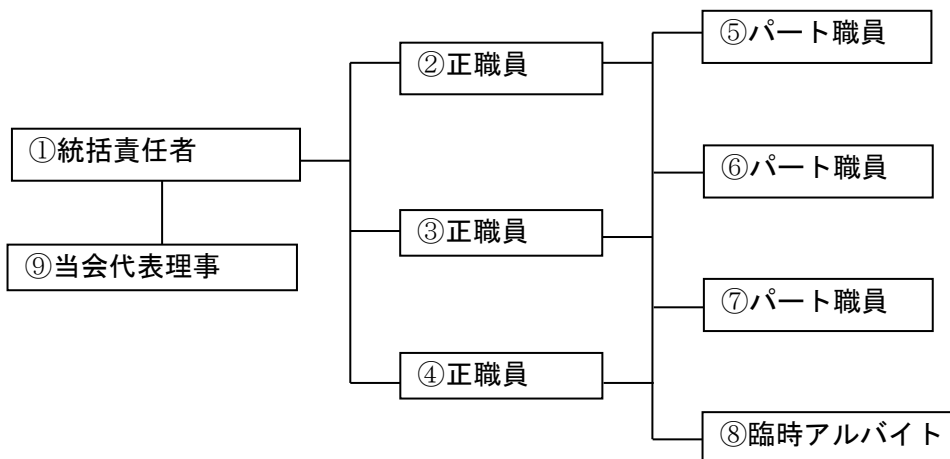 ①統括責任者
⑨当会代表理事
②正職員
③正職員
④正職員
⑤パート職員
⑥パート職員
⑦パート職員
⑧臨時アルバイト